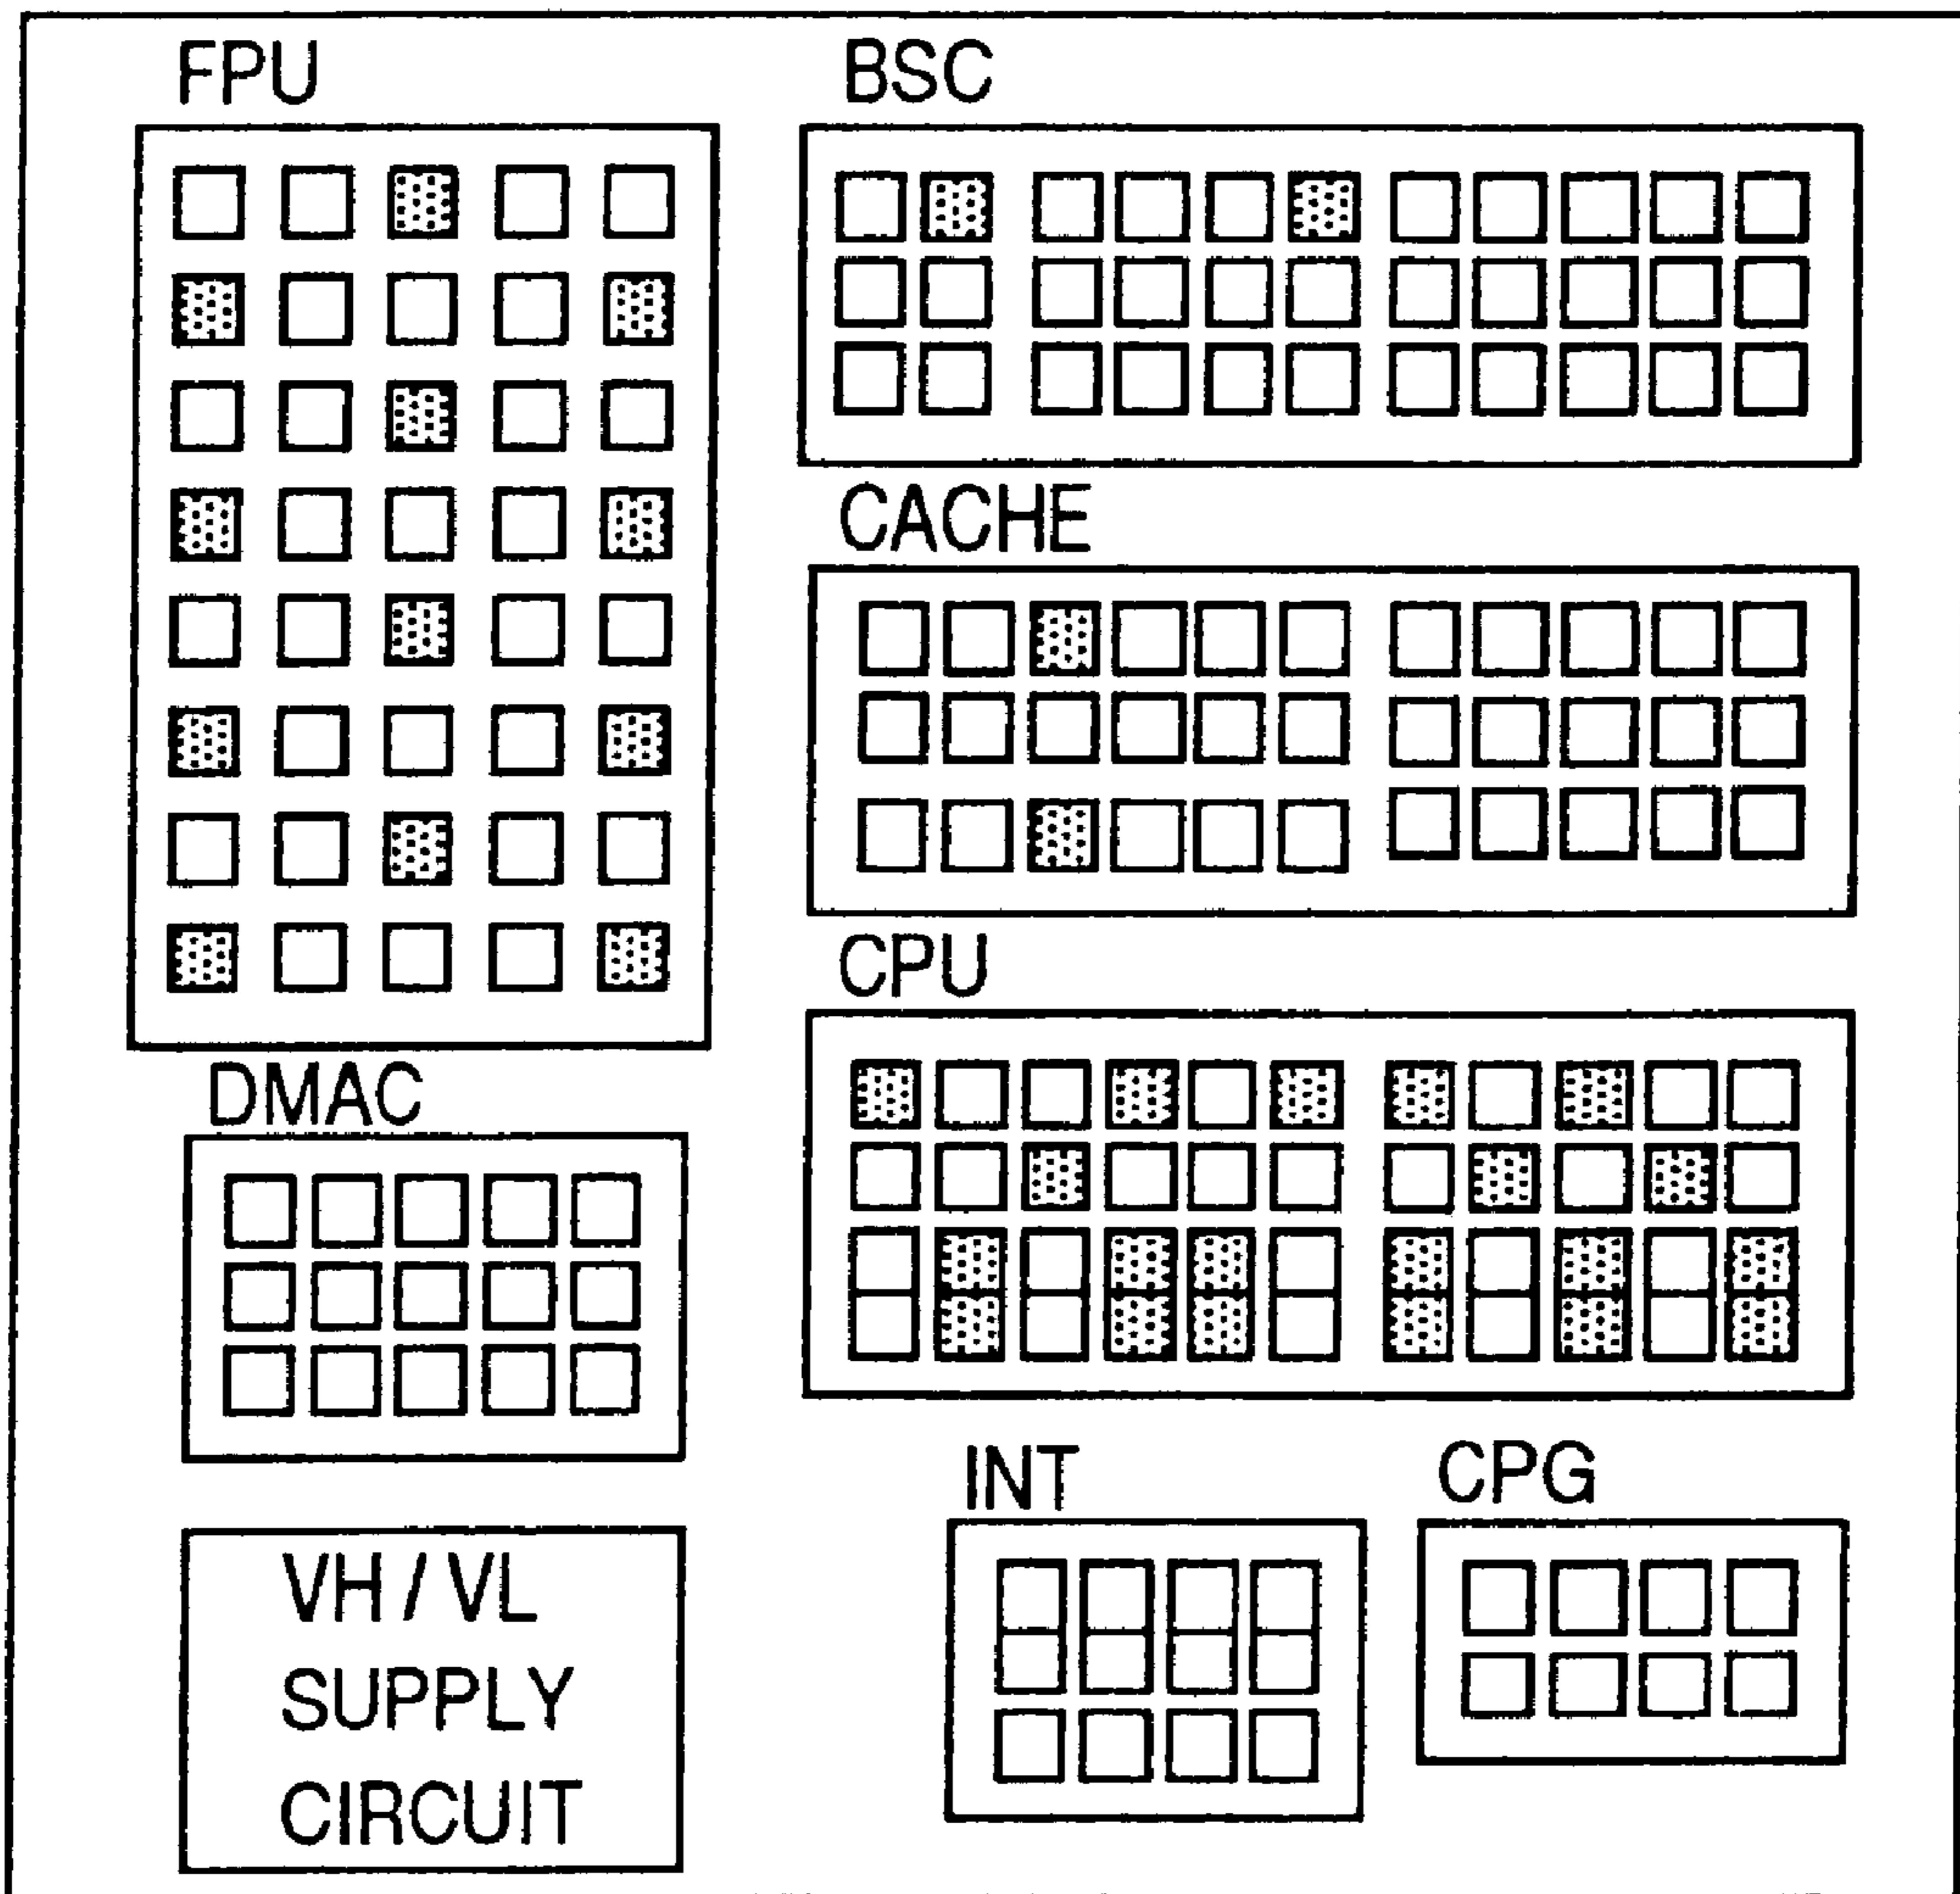 FPU
BSC
CACHE
CPU
DMAC
INT
CPG
VH / VL
SUPPLY
CIRCUIT